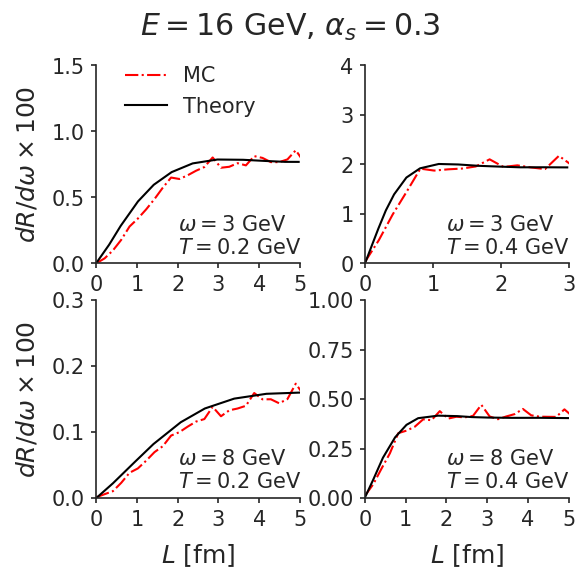 E = 16 GeV, αs = 0.3
dR/dω × 100
1.5
1.0
0.5
0.0
MC
Theory
ω = 3 GeV
T = 0.2 GeV
0 1 2 3 4 5
4
3
2
1
0
ω = 3 GeV
T = 0.4 GeV
0 1 2 3
dR/dω × 100
0.3
0.2
0.1
0.0
ω = 8 GeV
T = 0.2 GeV
0 1 2 3 4 5
L [fm]
1.00
0.75
0.50
0.25
0.00
ω = 8 GeV
T = 0.4 GeV
0 1 2 3 4 5
L [fm]